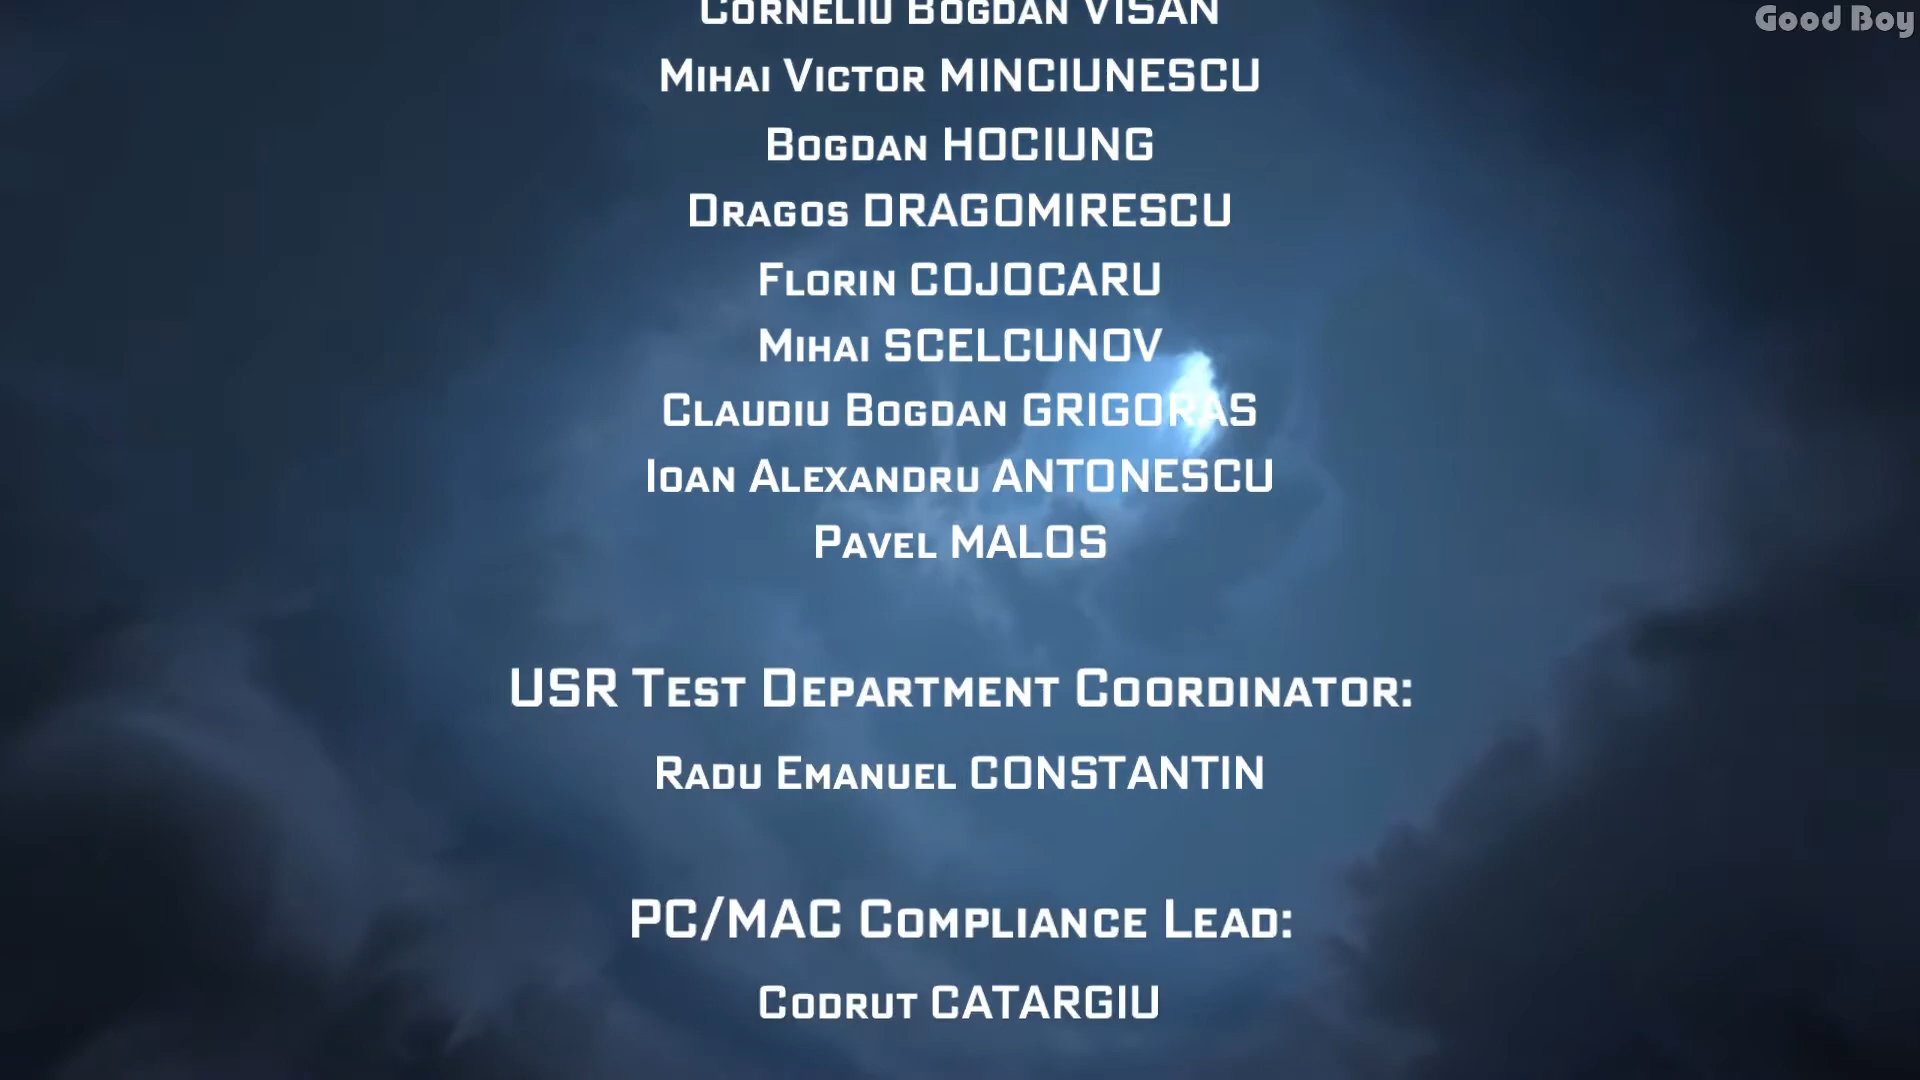 Corneliu Bogdan VISAN
Good Boy
Mihai Victor MINCIUNESCU
Bogdan HOCIUNG
Dragos DRAGOMIRESCU
Florin COJOCARU
Mihai SCELCUNOV
Claudiu Bogdan GRIGORAS
Ioan Alexandru ANTONESCU
Pavel MALOS
USR Test Department Coordinator:
Radu Emanuel CONSTANTIN
PC/MAC Compliance Lead:
Codrut CATARGIU